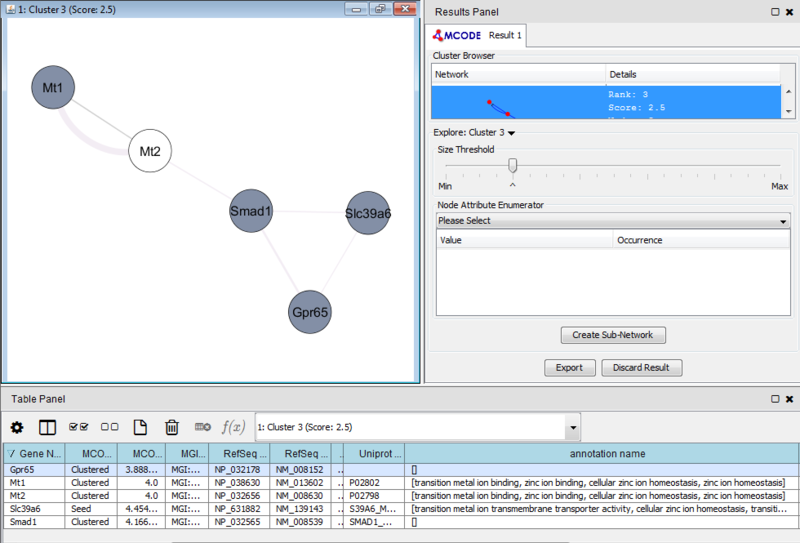 1: Cluster 3 (Score: 2.5)
Mt1
Mt2
Smad1
Slc39a6
Gpr65
Results Panel
MCODE Result 1
Cluster Browser
Network Details
Rank: 3
Score: 2.5
Explore: Cluster 3
Size Threshold
Min Max
Node Attribute Enumerator
Please Select
Value Occurrence
Create Sub-Network
Export Discard Result
Table Panel
f(x) 1: Cluster 3 (Score: 2.5)
Gene N... MCO... MCO... MGI... RefSeq ... RefSeq ... .. Uniprot ... annotation name
Gpr65 Clustered 3.888... MGI:... NP_032178 NM_008152 .. []
Mt1 Clustered 4.0 MGI:... NP_038630 NM_013602 .. P02802 [transition metal ion binding, zinc ion binding, cellular zinc ion homeostasis, zinc ion homeostasis]
Mt2 Clustered 4.0 MGI:... NP_032656 NM_008630 .. P02798 [transition metal ion binding, zinc ion binding, cellular zinc ion homeostasis, zinc ion homeostasis]
Slc39a6 Seed 4.454... MGI:... NP_631882 NM_139143 .. S39A6_M... [transition metal ion transmembrane transporter activity, cellular zinc ion homeostasis, transiti...
Smad1 Clustered 4.166... MGI:... NP_032565 NM_008539 .. SMAD1_... []